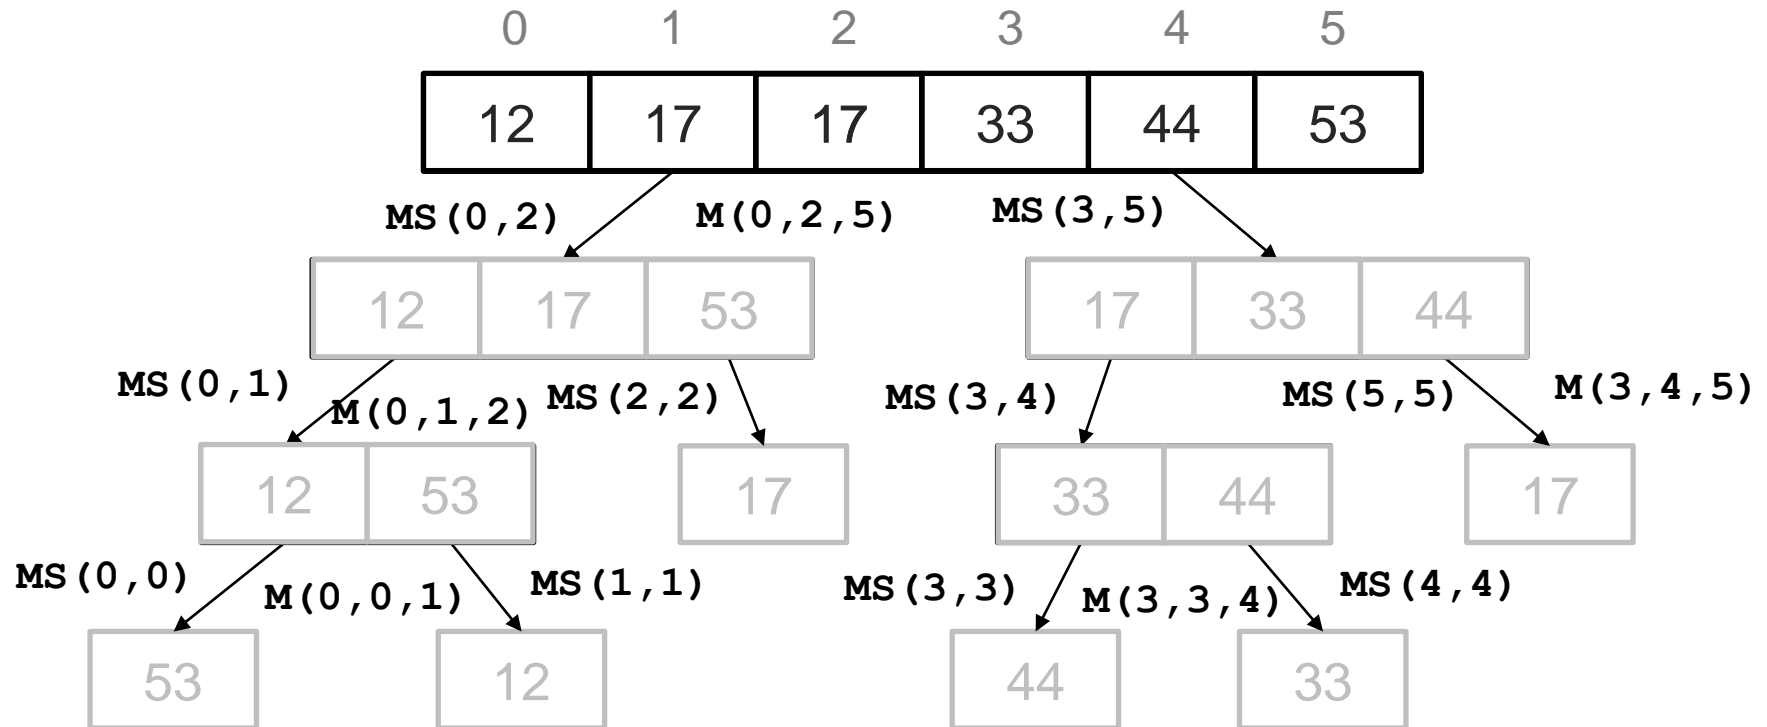 0 1 2 3 4 5
12 17 17 33 44 53
MS(0,2) M(0,2,5) MS(3,5)
12 17 53 17 33 44
MS(0,1) M(0,1,2) MS(2,2) MS(3,4) MS(5,5) M(3,4,5)
12 53 17 33 44 17
MS(0,0) M(0,0,1) MS(1,1) MS(3,3) M(3,3,4) MS(4,4)
53 12 44 33